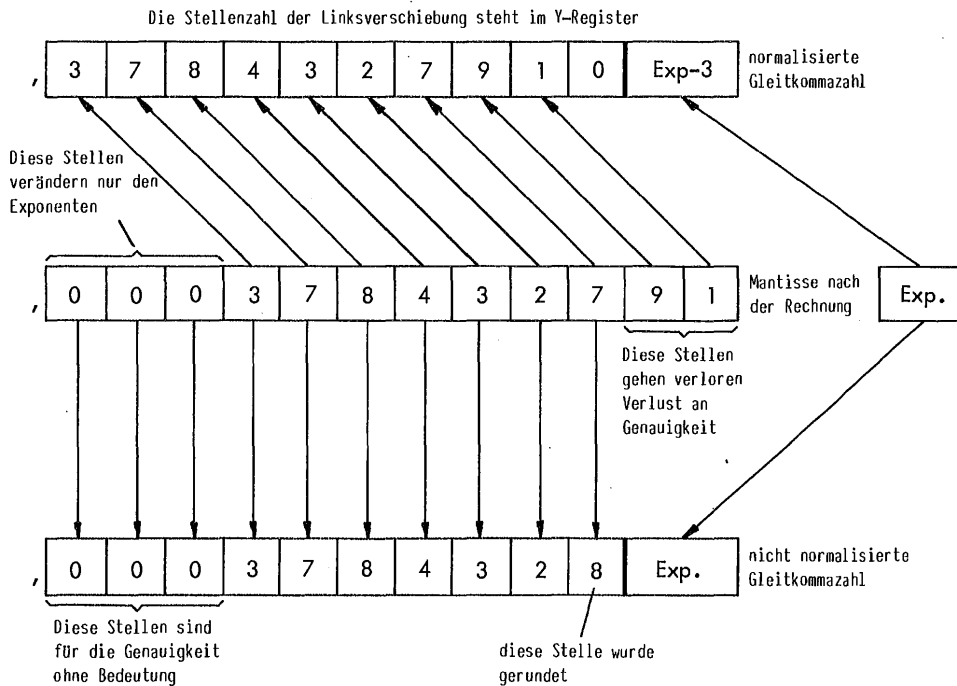 Die Stellenzahl der Linksverschiebung steht im Y-Register
, 3 7 8 4 3 2 7 9 1 0 Exp-3
normalisierte
Gleitkommazahl
Diese Stellen
verändern nur den
Exponenten
, 0 0 0 3 7 8 4 3 2 7 9 1
Mantisse nach
der Rechnung
Exp.
Diese Stellen
gehen verloren
Verlust an
Genauigkeit
, 0 0 0 3 7 8 4 3 2 8 Exp.
nicht normalisierte
Gleitkommazahl
Diese Stellen sind
für die Genauigkeit
ohne Bedeutung
diese Stelle wurde
gerundet